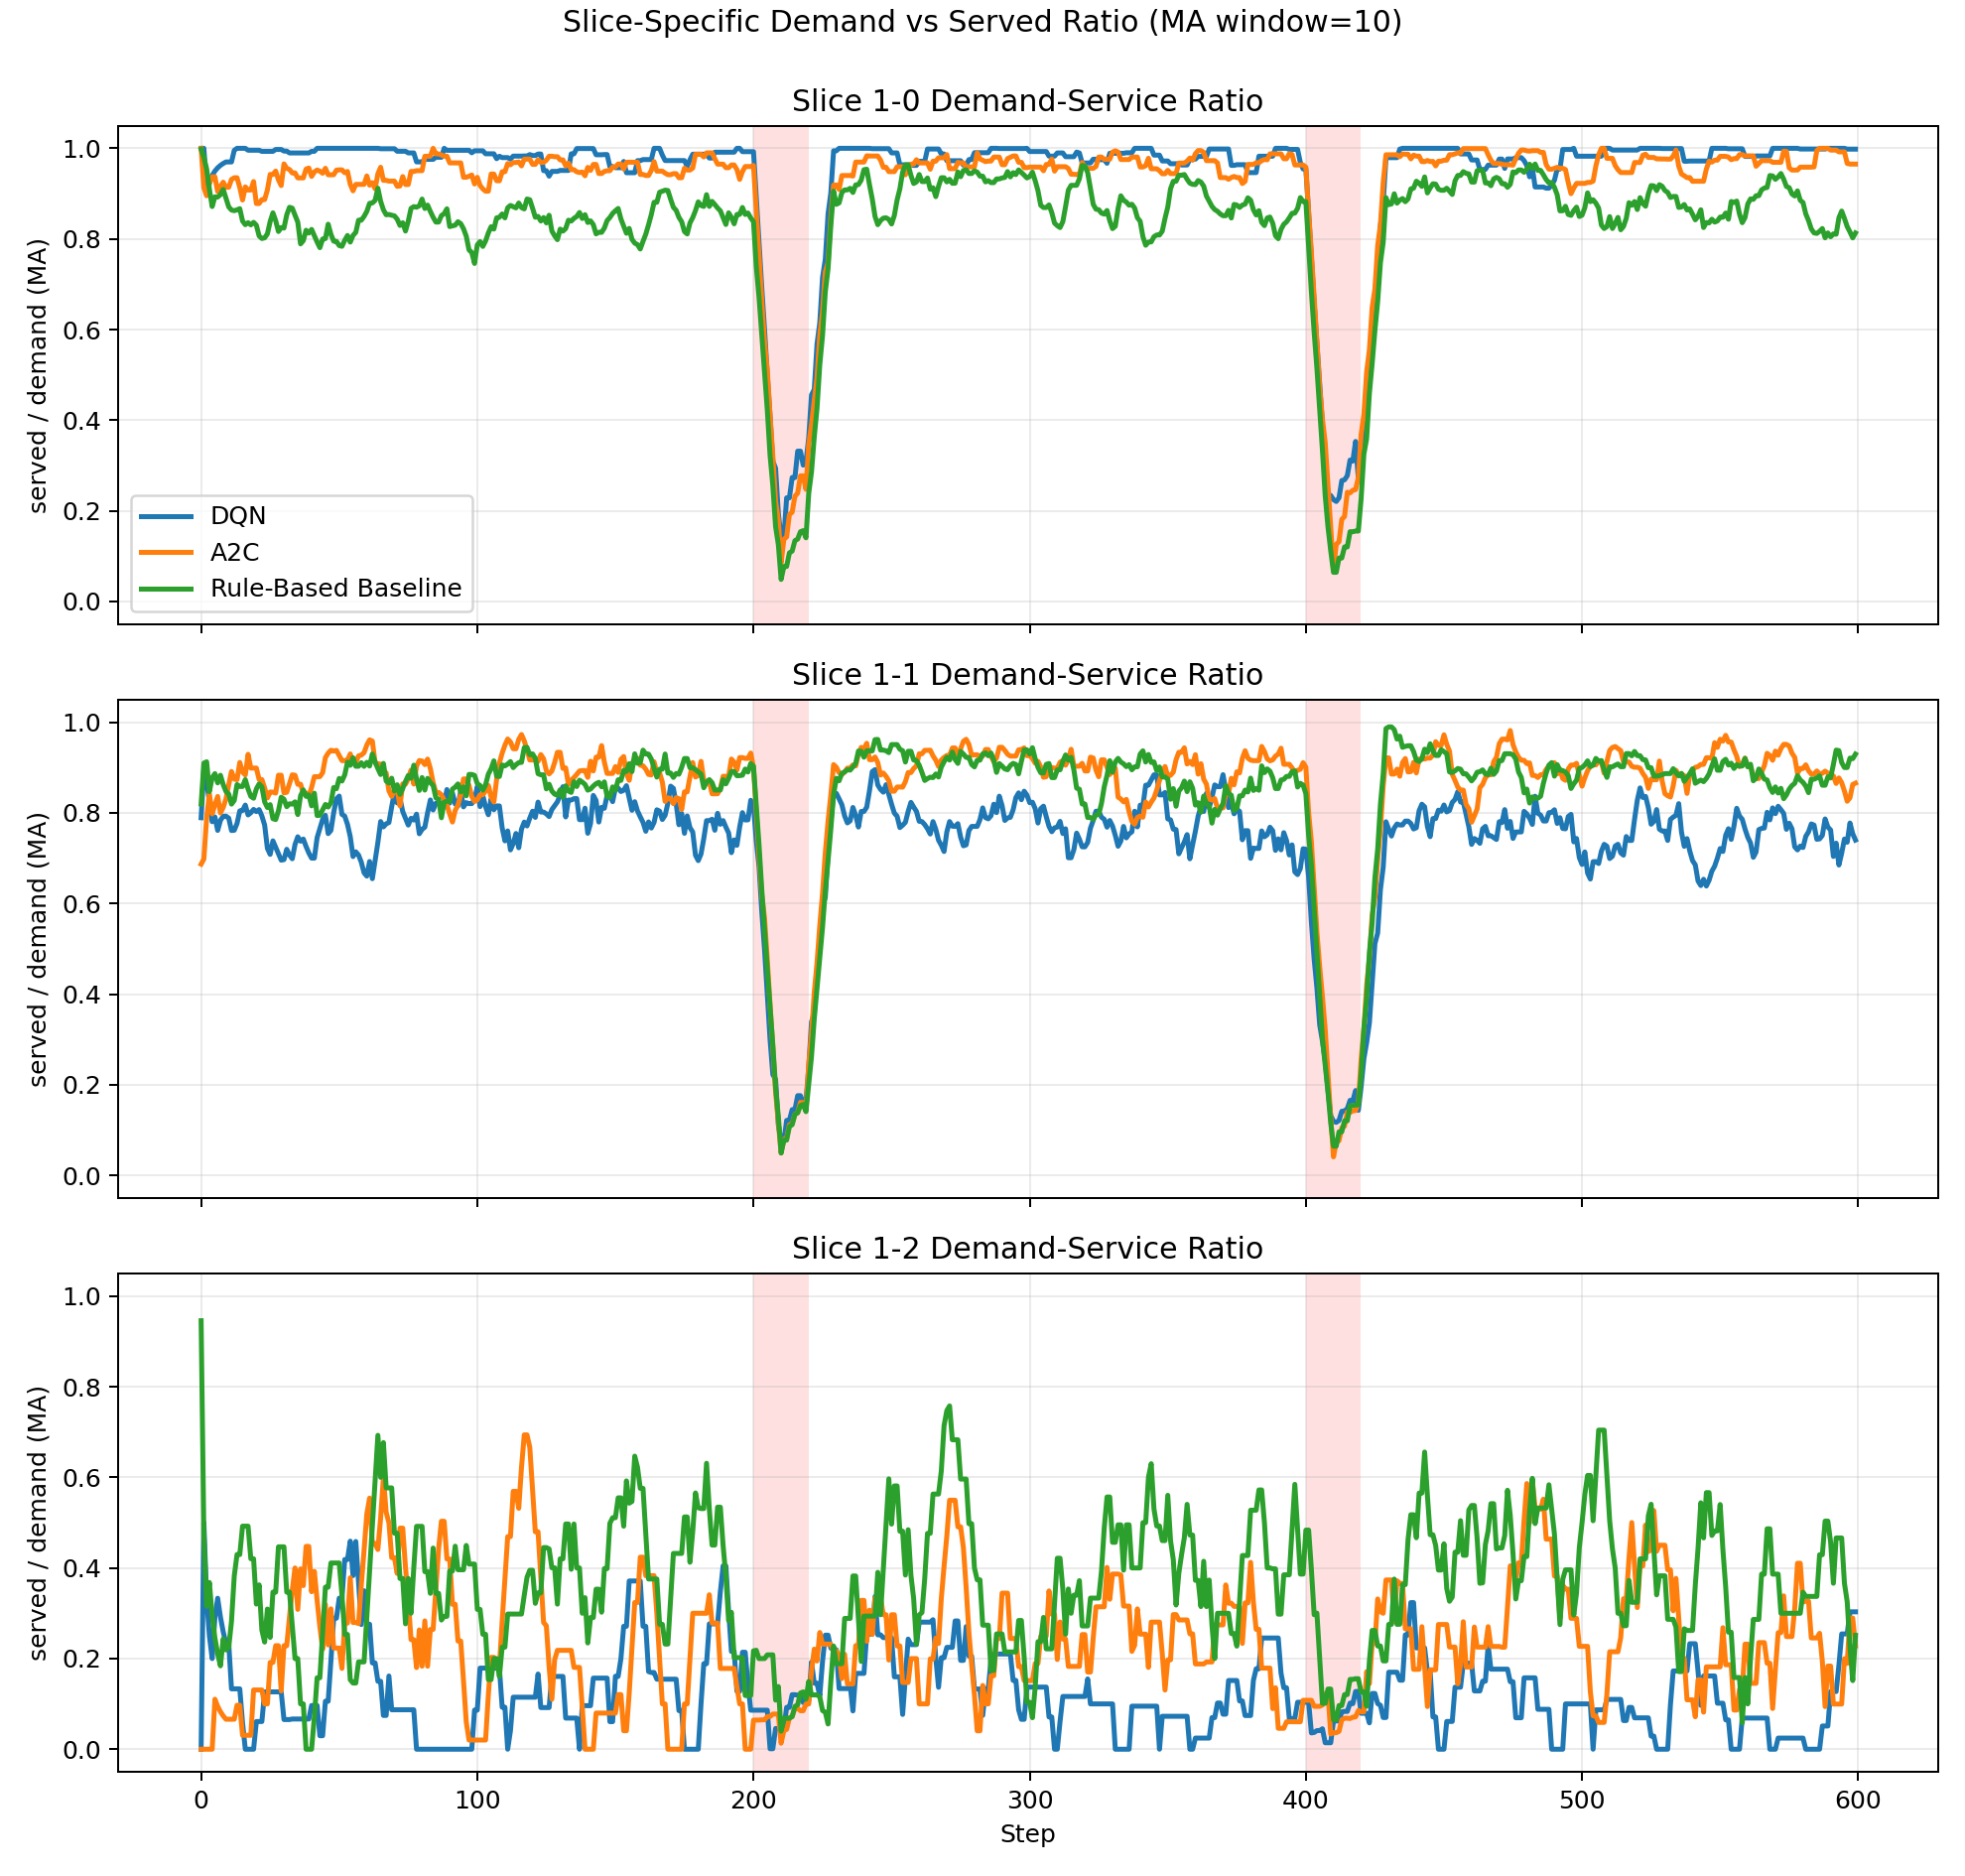 Slice-Specific Demand vs Served Ratio (MA window=10)
Slice 1-0 Demand-Service Ratio
served / demand (MA)
1.0
0.8
0.6
0.4
0.2
0.0
DQN
A2C
Rule-Based Baseline
Slice 1-1 Demand-Service Ratio
served / demand (MA)
1.0
0.8
0.6
0.4
0.2
0.0
Slice 1-2 Demand-Service Ratio
served / demand (MA)
1.0
0.8
0.6
0.4
0.2
0.0
0 100 200 300 400 500 600
Step